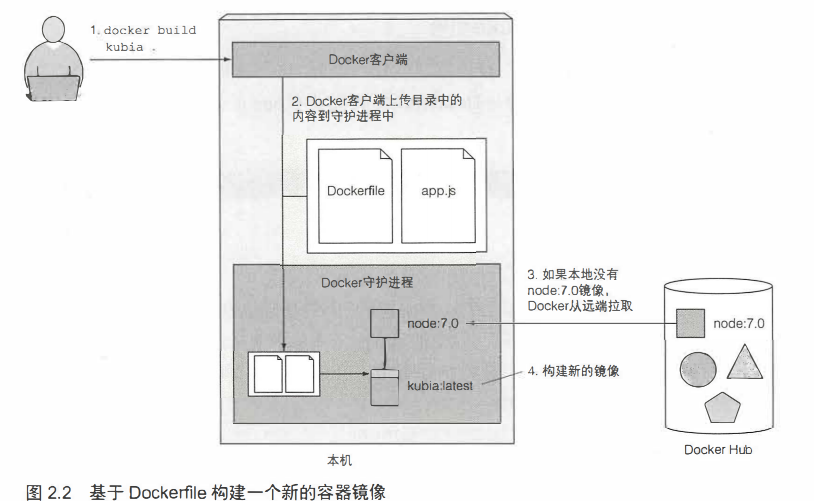 1. docker build
kubia .
Docker客户端
2. Docker客户端上传目录中的
内容到守护进程中
Dockerfile
app.js
Docker守护进程
3. 如果本地没有
node:7.0镜像，
Docker从远端拉取
node:7.0
node:7.0
kubia:latest
4. 构建新的镜像
Docker Hub
本机
图 2.2 基于 Dockerfile 构建一个新的容器镜像